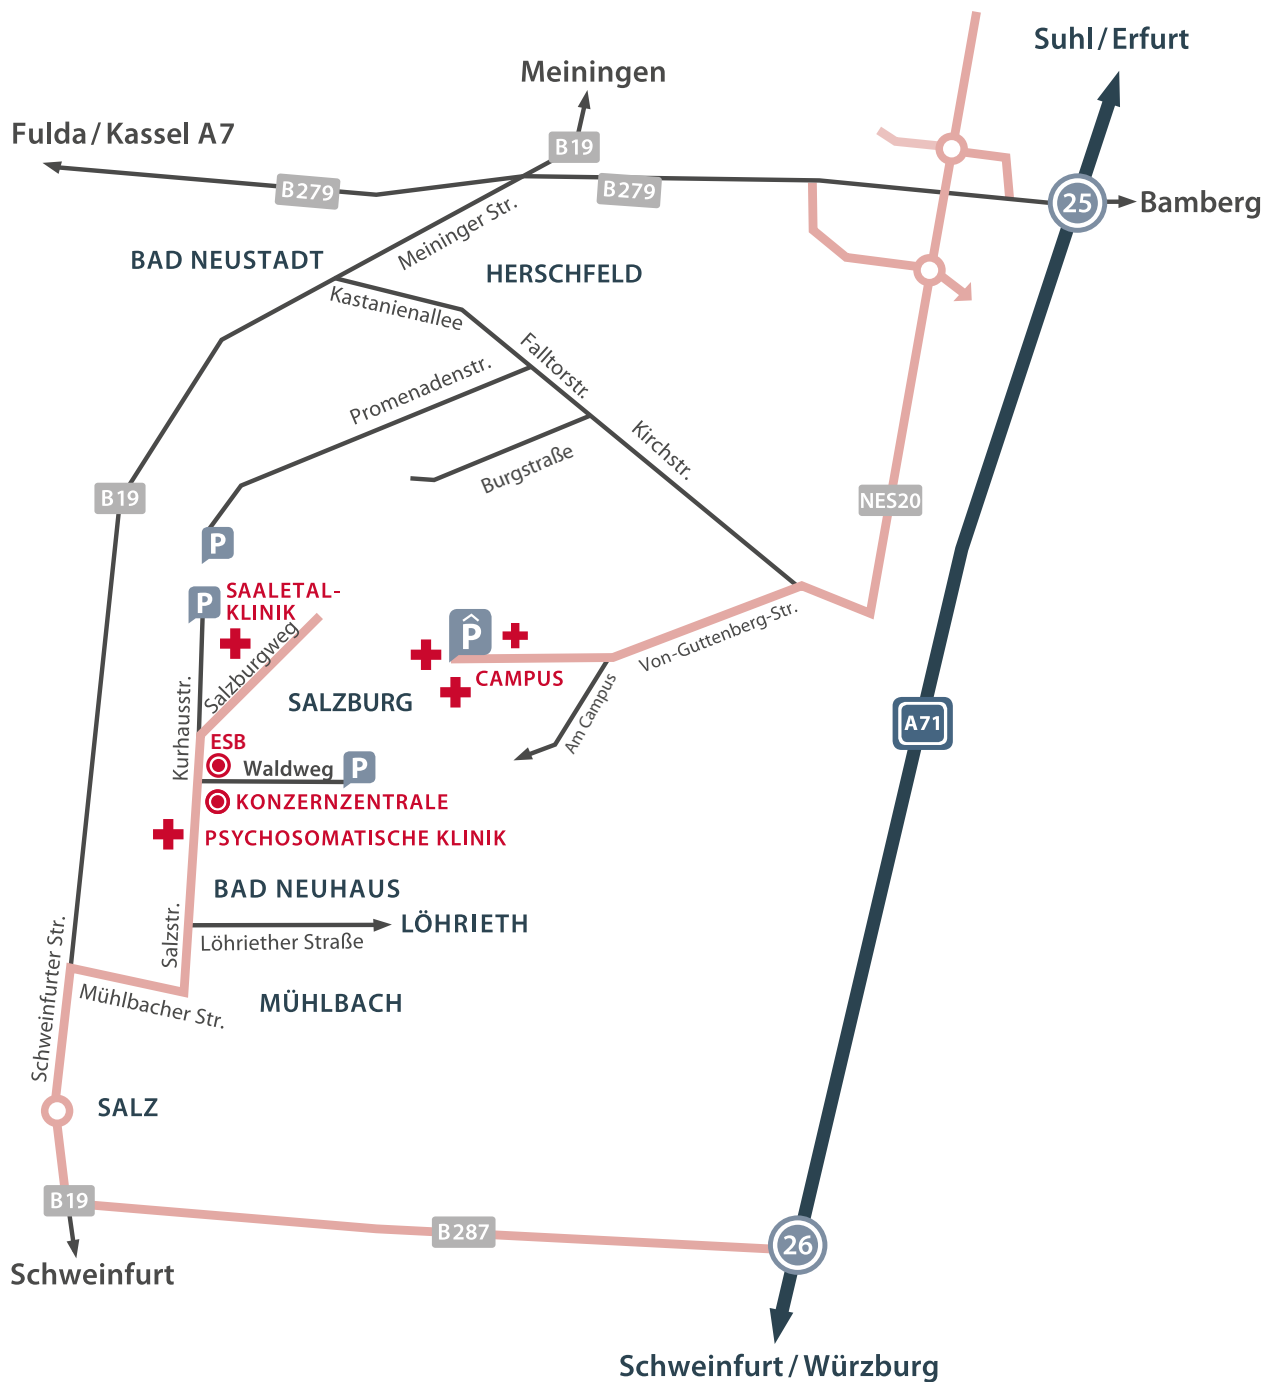 Suhl / Erfurt
Meiningen
Fulda / Kassel A7
B19
B279
B279
25
Bamberg
Meininger Str.
BAD NEUSTADT
HERSCHFELD
Kastanienallee
Falltorstr.
Promenadenstr.
Kirchstr.
Burgstraße
B19
NES20
P
P
SAALETAL-
KLINIK
Salzburgweg
P
CAMPUS
Von-Guttenberg-Str.
Am Campus
SALZBURG
Kurhausstr.
A71
ESB
Waldweg
P
KONZERNZENTRALE
PSYCHOSOMATISCHE KLINIK
BAD NEUHAUS
Salzstr.
LÖHRIETH
Löhriether Straße
Schweinfurter Str.
Mühlbacher Str.
MÜHLBACH
SALZ
B19
B287
26
Schweinfurt
Schweinfurt / Würzburg